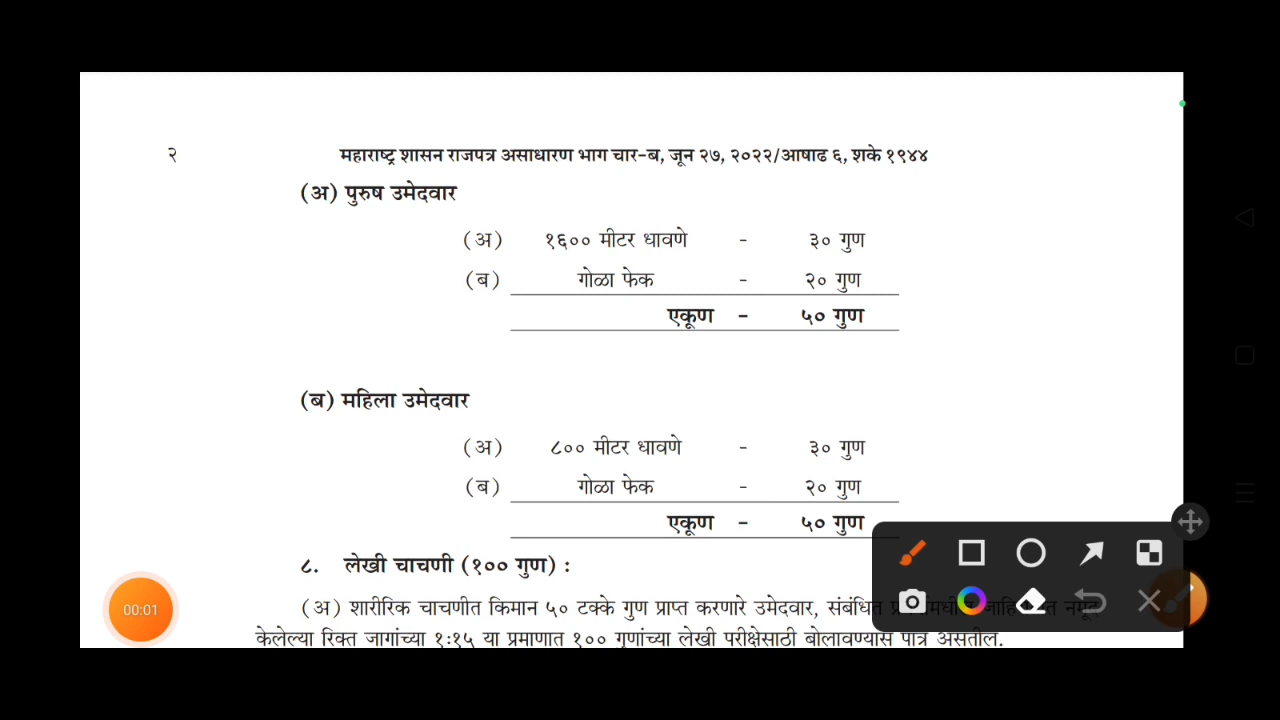 २ महाराष्ट्र शासन राजपत्र असाधारण भाग चार-ब, जून २७, २०२२/आषाढ ६, शके १९४४
(अ) पुरुष उमेदवार
(अ) १६०० मीटर धावणे - ३० गुण
(ब) गोळा फेक - २० गुण
एकूण - ५० गुण
(ब) महिला उमेदवार
(अ) ८०० मीटर धावणे - ३० गुण
(ब) गोळा फेक - २० गुण
एकूण - ५० गुण
८. लेखी चाचणी (१०० गुण) :
(अ) शारीरिक चाचणीत किमान ५० टक्के गुण प्राप्त करणारे उमेदवार, संबंधित
केलेल्या रिक्त जागांच्या १:१५ या प्रमाणात १०० गुणांच्या लेखी परीक्षेसाठी बोलावण्यास पात्र असतील.
00:01